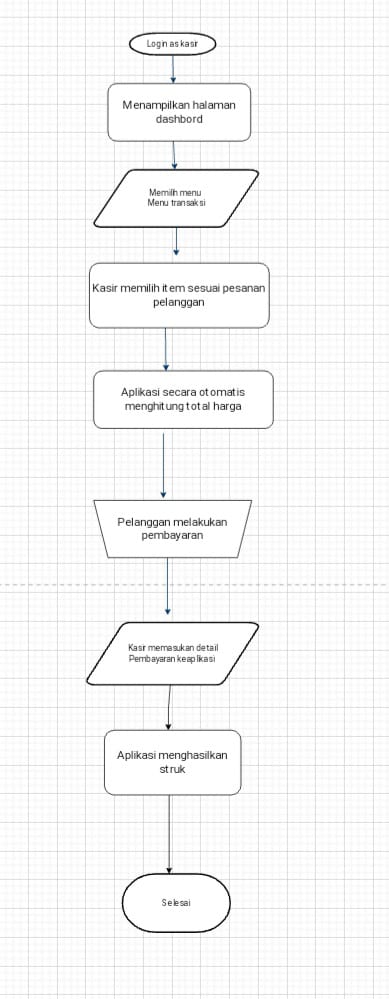 Login as kasir
Menampilkan halaman
dashbord
Memilih menu
Menu transaksi
Kasir memilih item sesuai pesanan
pelanggan
Aplikasi secara otomatis
menghitung total harga
Pelanggan melakukan
pembayaran
Kasir memasukan detail
Pembayaran keaplikasi
Aplikasi menghasilkan
struk
Selesai